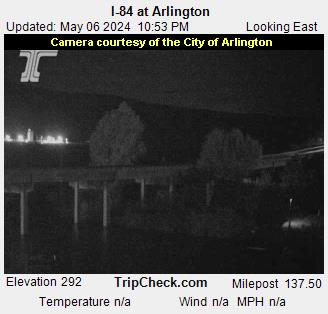 I-84 at Arlington
Updated: May 06 2024 10:53 PM Looking East
Camera courtesy of the City of Arlington
Elevation 292 TripCheck.com Milepost 137.50
Temperature n/a Wind n/a MPH n/a